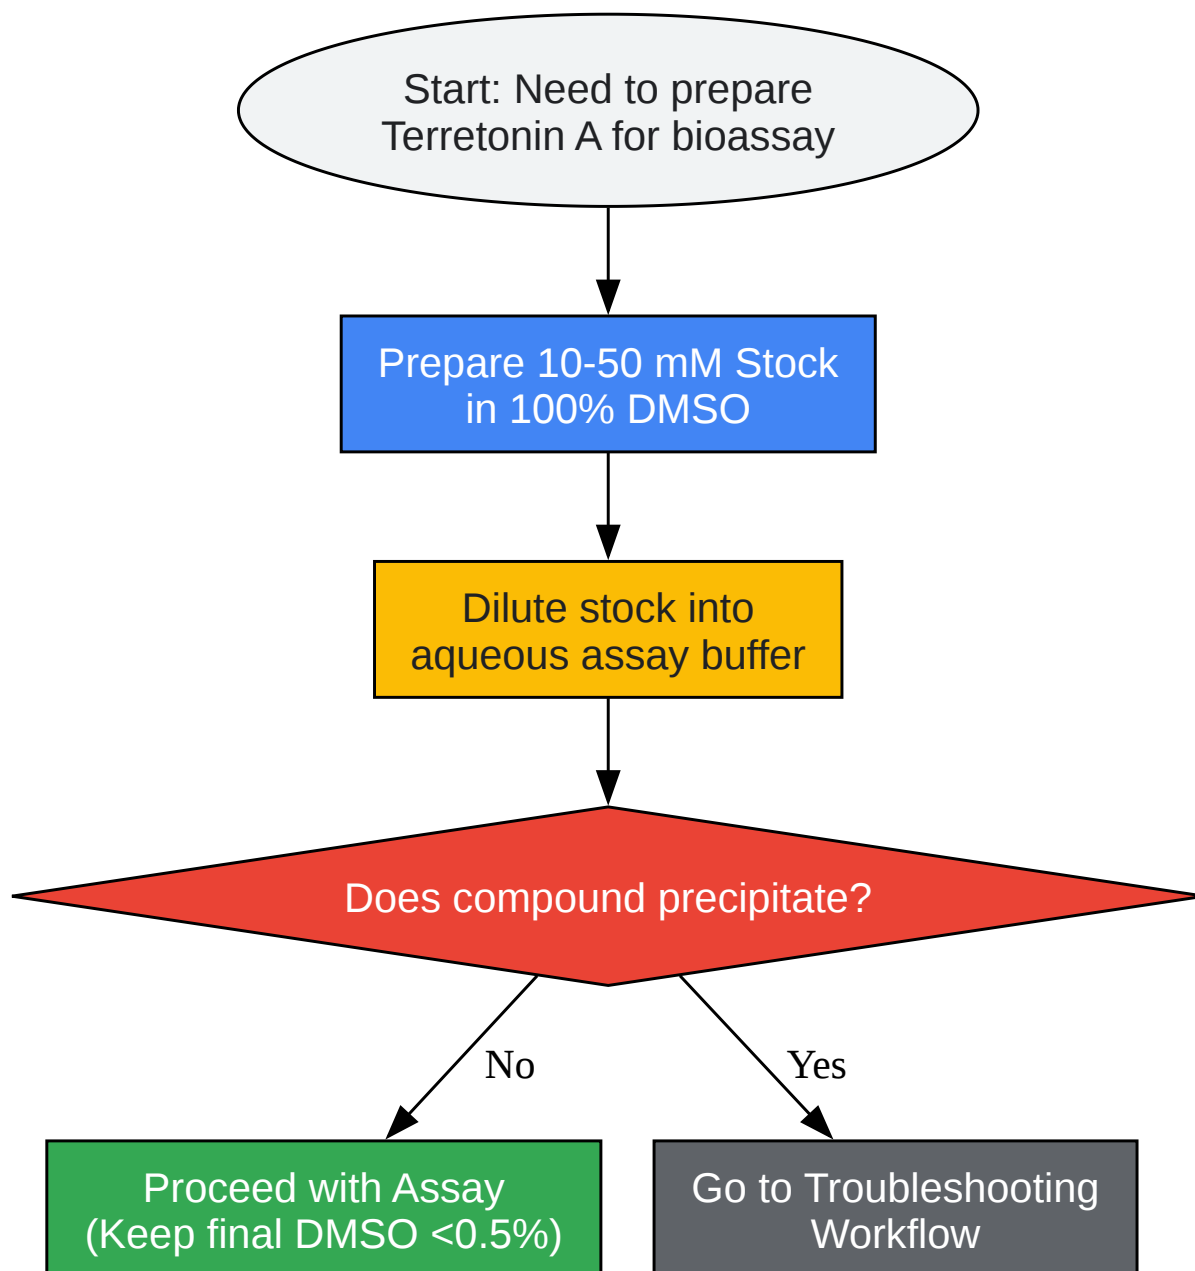 Start: Need to prepare
Terretonin A for bioassay
Prepare 10-50 mM Stock
in 100% DMSO
Dilute stock into
aqueous assay buffer
Does compound precipitate?
No
Yes
Proceed with Assay
(Keep final DMSO <0.5%)
Go to Troubleshooting
Workflow